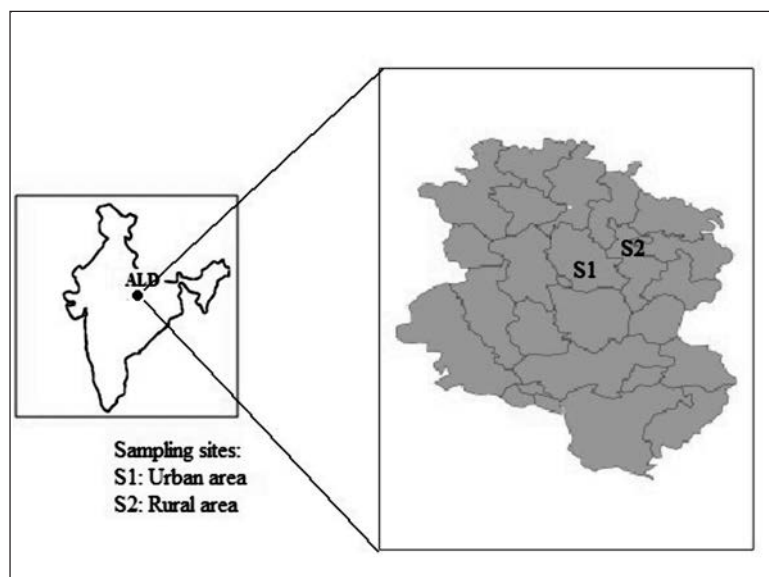 ALD
Sampling sites:
S1: Urban area
S2: Rural area
S1
S2